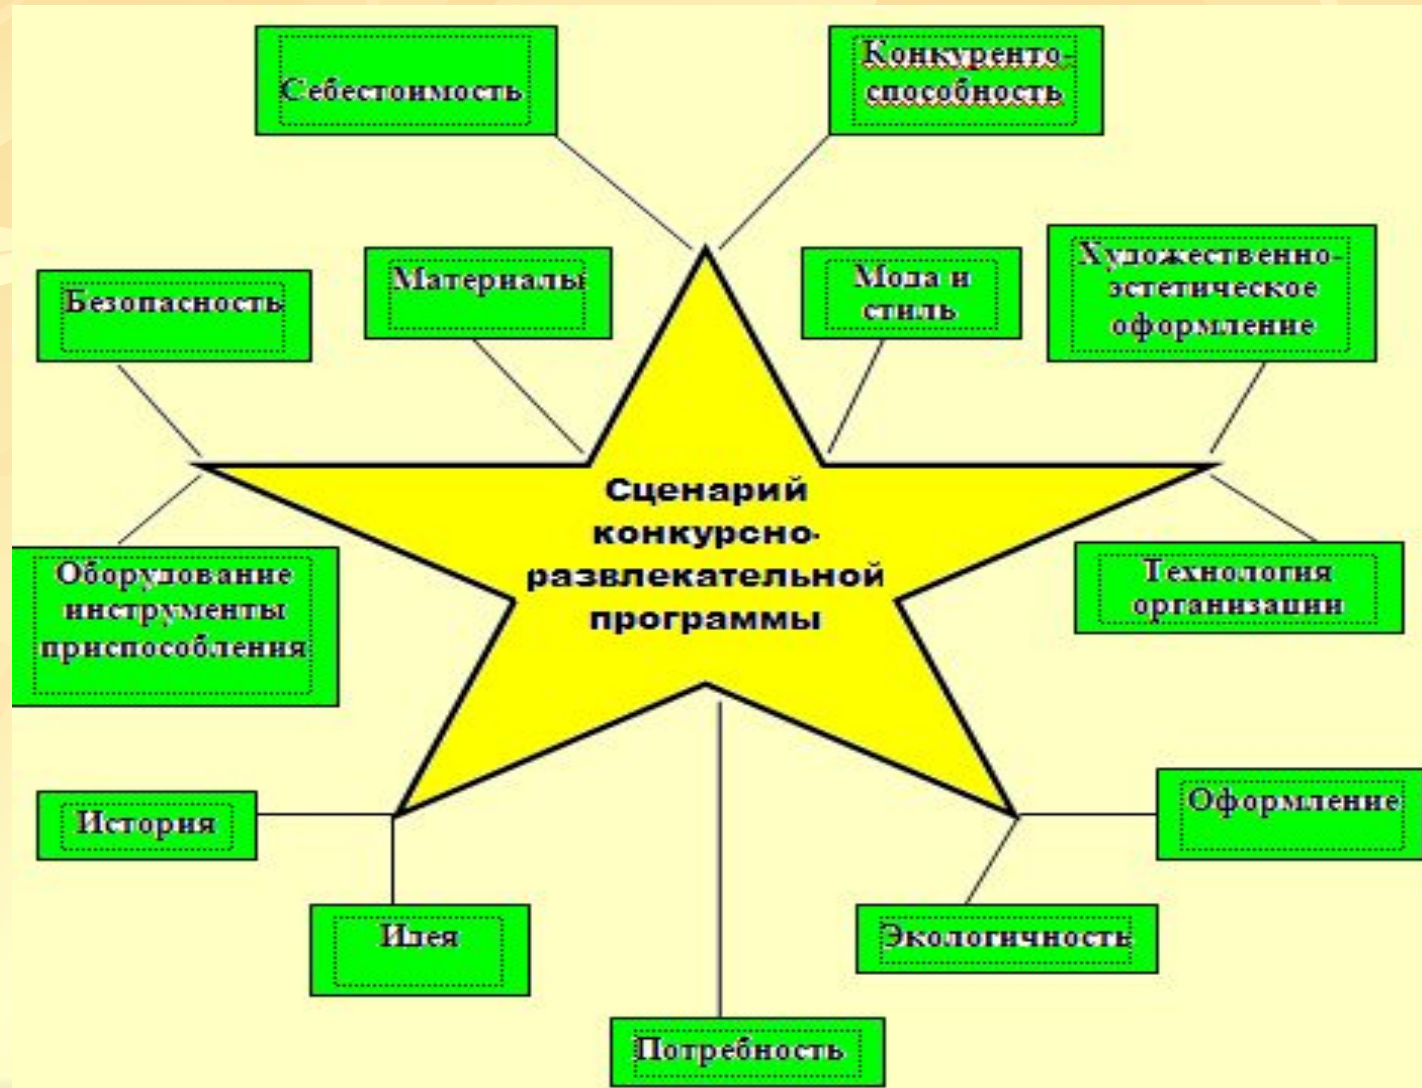 Себестоимость
Конкуренто-
способность
Безопасность
Материалы
Мода и
стиль
Художественно-
эстетическое
оформление
Сценарий
конкурсно-
развлекательной
программы
Оборудование
инструменты
приспособления
Технология
организации
История
Оформление
Идея
Экологичность
Потребность